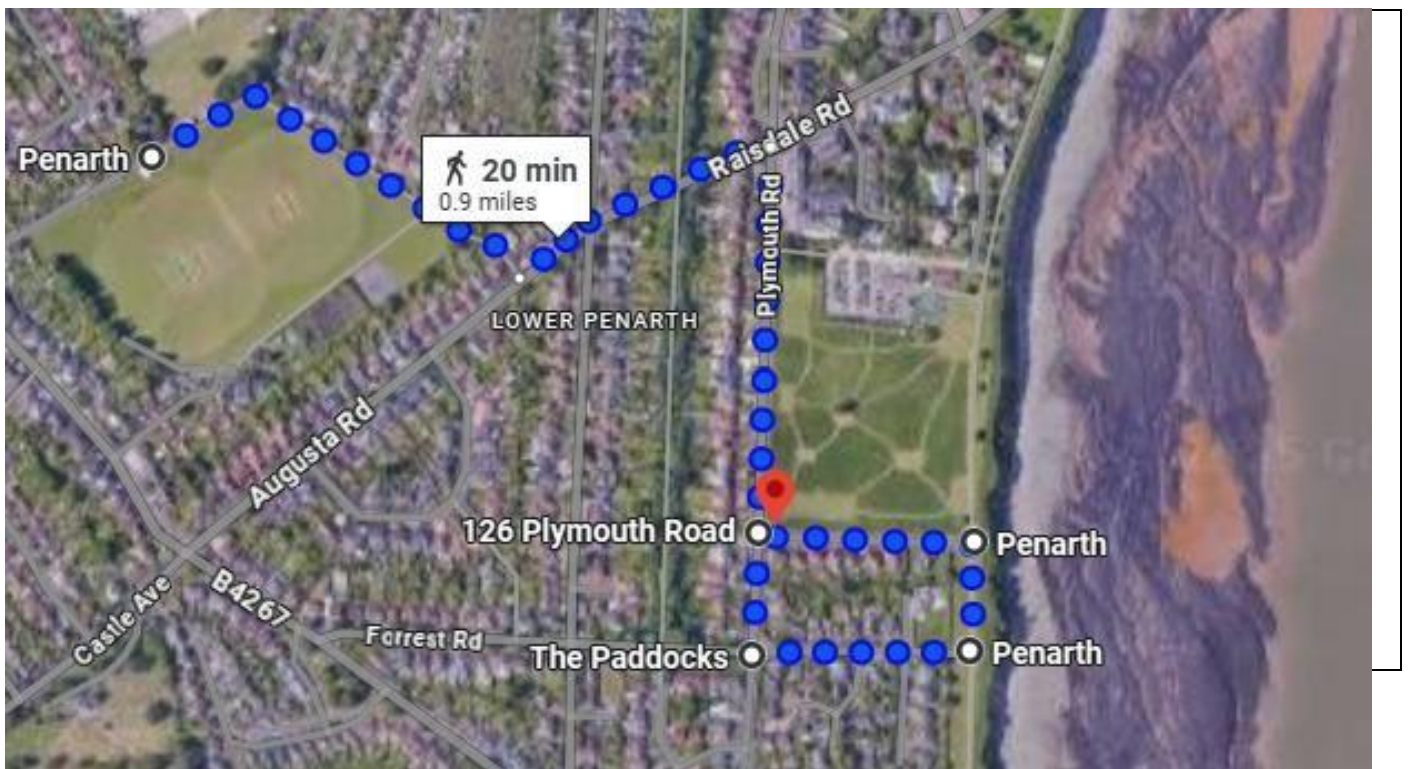 Raisdale Rd
Penarth
20 min
0.9 miles
Plymouth Rd
LOWER PENARTH
Augusta Rd
126 Plymouth Road
Penarth
Castle Ave
B4267
Forrest Rd
The Paddocks
Penarth